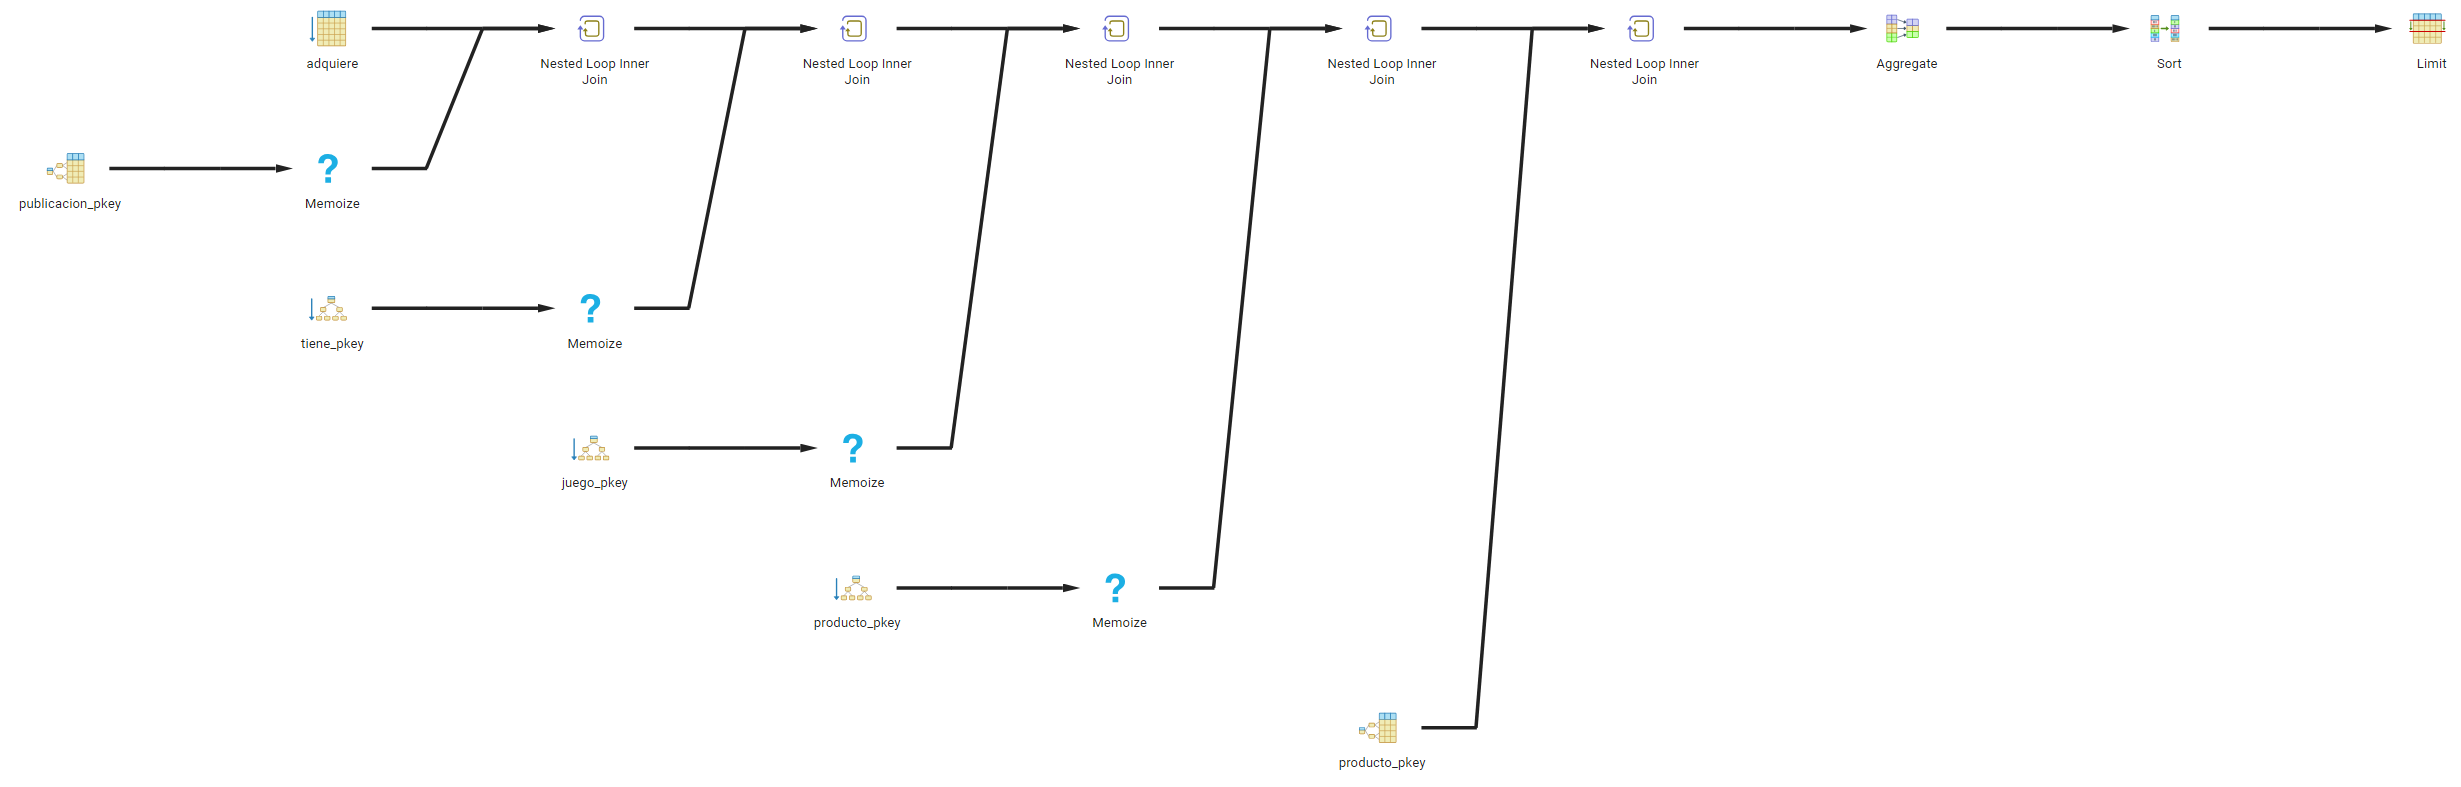 adquiere
Nested Loop Inner
Join
Nested Loop Inner
Join
Nested Loop Inner
Join
Nested Loop Inner
Join
Nested Loop Inner
Join
Aggregate
Sort
Limit
publicacion_pkey
?
Memoize
tiene_pkey
?
Memoize
juego_pkey
?
Memoize
producto_pkey
?
Memoize
producto_pkey